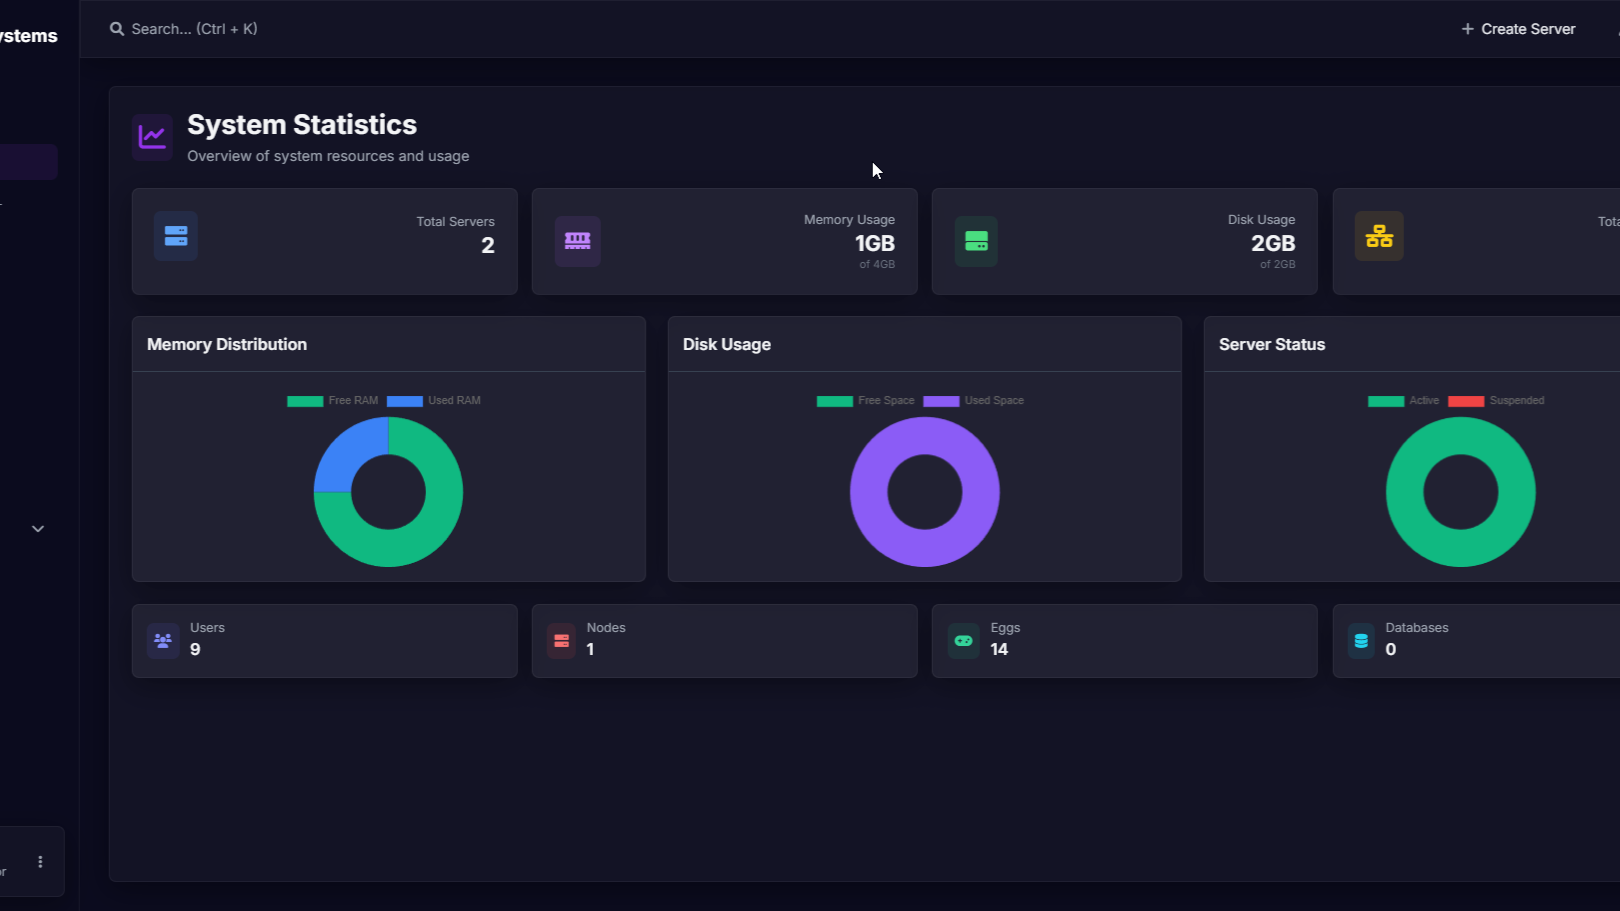 ystems
Search... (Ctrl + K)
Create Server
System Statistics
Overview of system resources and usage
Total Servers
2
Memory Usage
1GB
of 4GB
Disk Usage
2GB
of 2GB
Tota
Memory Distribution
Free RAM Used RAM
Disk Usage
Free Space Used Space
Server Status
Active Suspended
Users
9
Nodes
1
Eggs
14
Databases
0
or